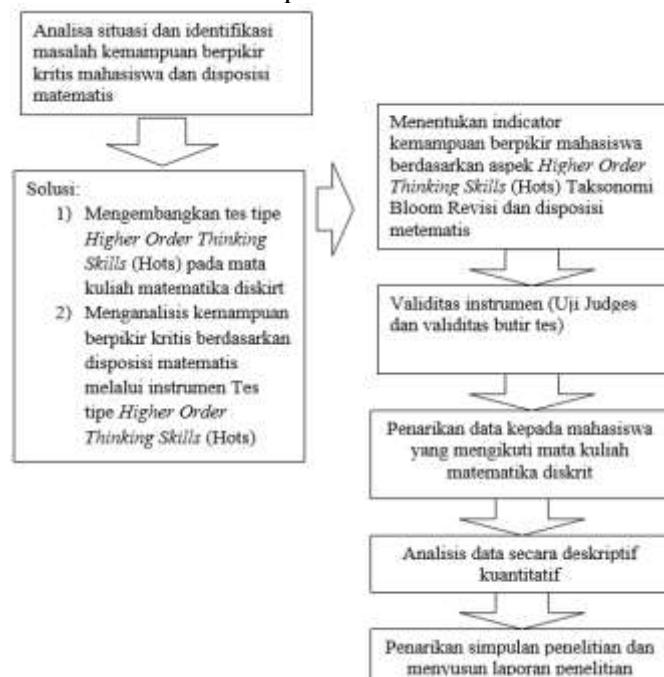 Analisa situasi dan identifikasi
masalah kemampuan berpikir
kritis mahasiswa dan disposisi
matematis
Solusi:
1) Mengembangkan tes tipe
Higher Order Thinking
Skills (Hots) pada mata
kuliah matematika diskirt
2) Menganalisis kemampuan
berpikir kritis berdasarkan
disposisi matematis
melalui instrumen Tes
tipe Higher Order
Thinking Skills (Hots)
Menentukan indicator
kemampuan berpikir mahasiswa
berdasarkan aspek Higher Order
Thinking Skills (Hots) Taksonomi
Bloom Revisi dan disposisi
metematis
Validitas instrumen (Uji Judges
dan validitas butir tes)
Penarikan data kepada mahasiswa
yang mengikuti mata kuliah
matematika diskrit
Analisis data secara deskriptif
kuantitatif
Penarikan simpulan penelitian dan
menyusun laporan penelitian